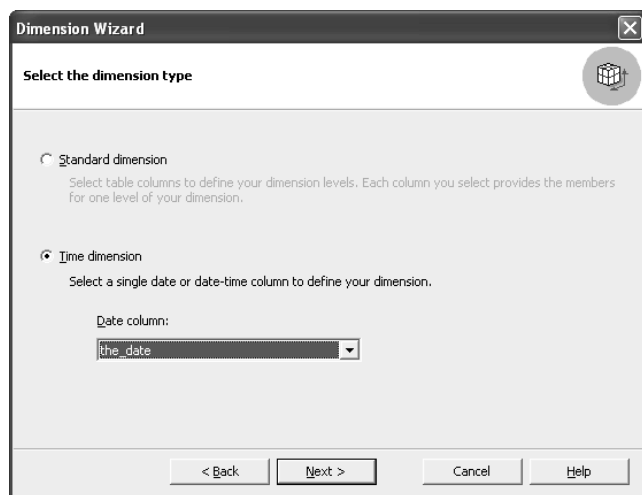 Dimension Wizard
Select the dimension type
Standard dimension
Select table columns to define your dimension levels. Each column you select provides the members
for one level of your dimension.
Time dimension
Select a single date or date-time column to define your dimension.
Date column:
the_date
< Back
Next >
Cancel
Help